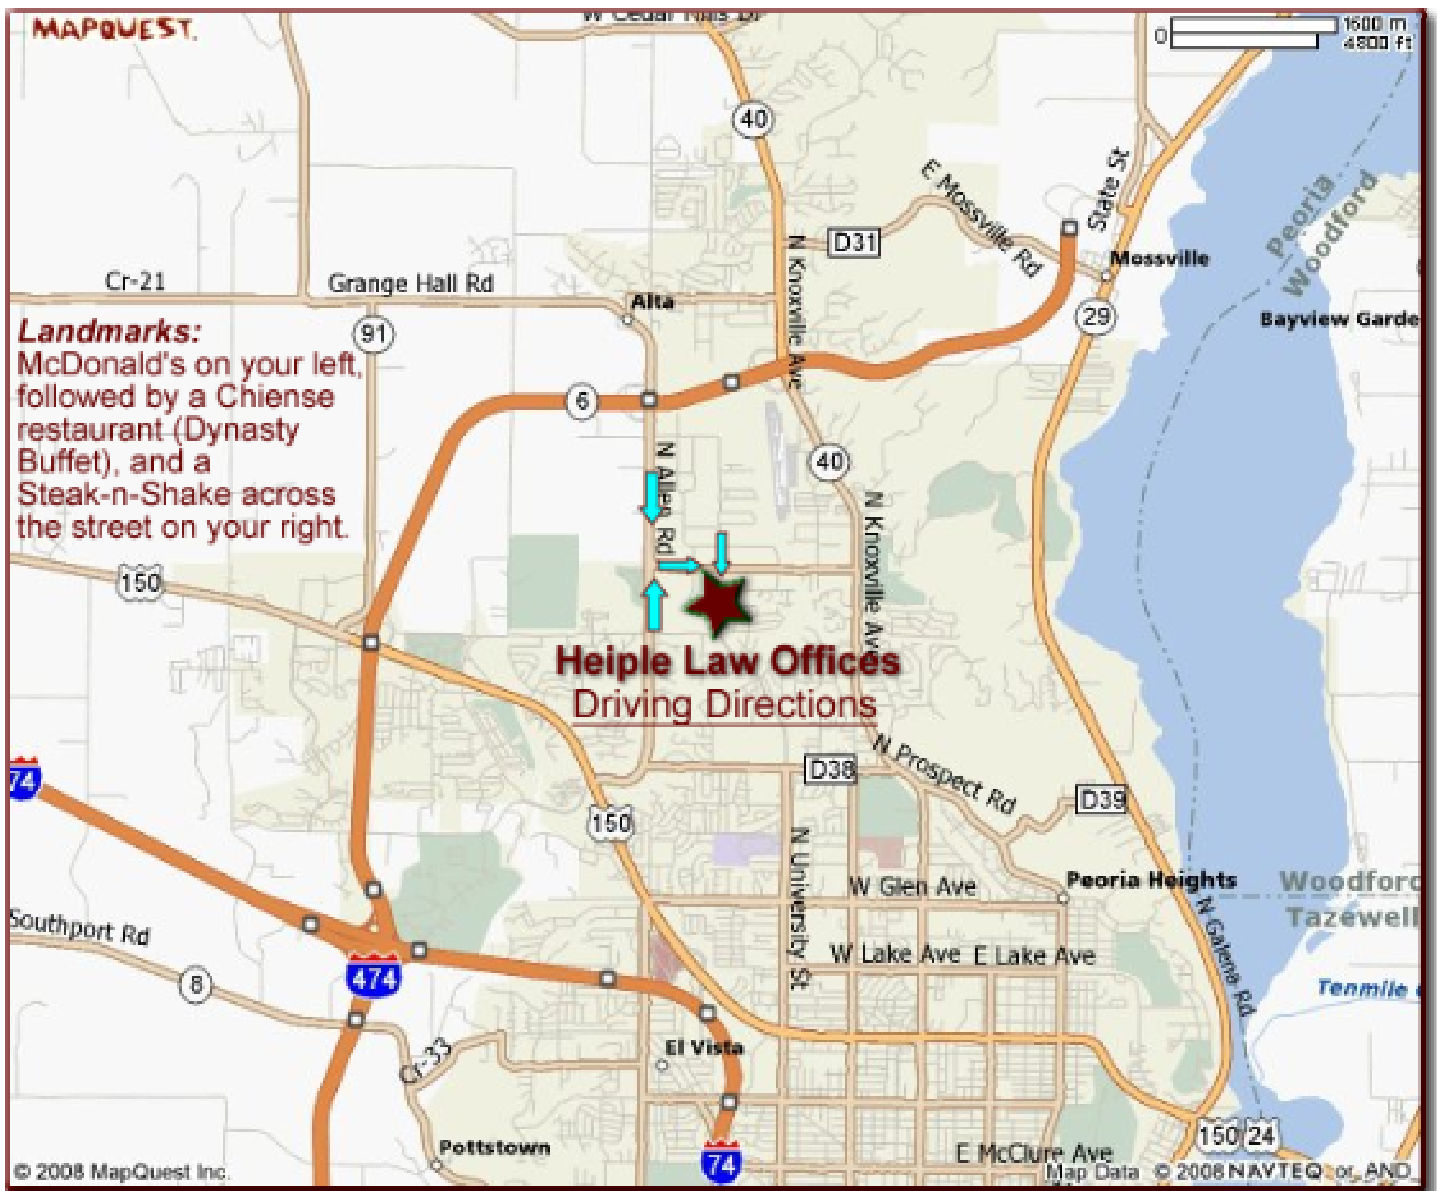 MAPQUEST.
W Cedar Hills Dr
0
1600 m
4800 ft
40
E Mossville Rd
State St
D31
Mossville
Peoria
Woodford
N Knoxville Ave
Cr-21
Grange Hall Rd
Alta
29
Bayview Garde
Landmarks:
McDonald's on your left,
followed by a Chiense
restaurant (Dynasty
Buffet), and a
Steak-n-Shake across
the street on your right.
91
6
N Allen Rd
40
N Knoxville Ave
150
Heiple Law Offices
Driving Directions
N Prospect Rd
D38
D39
74
150
N University St
W Glen Ave
Peoria Heights
Woodford
Tazewell
N Galena Rd
Southport Rd
W Lake Ave
E Lake Ave
474
8
Tenmile
Cr-33
El Vista
Pottstown
74
E McClure Ave
150
24
© 2008 MapQuest Inc.
Map Data © 2008 NAVTEQ or AND